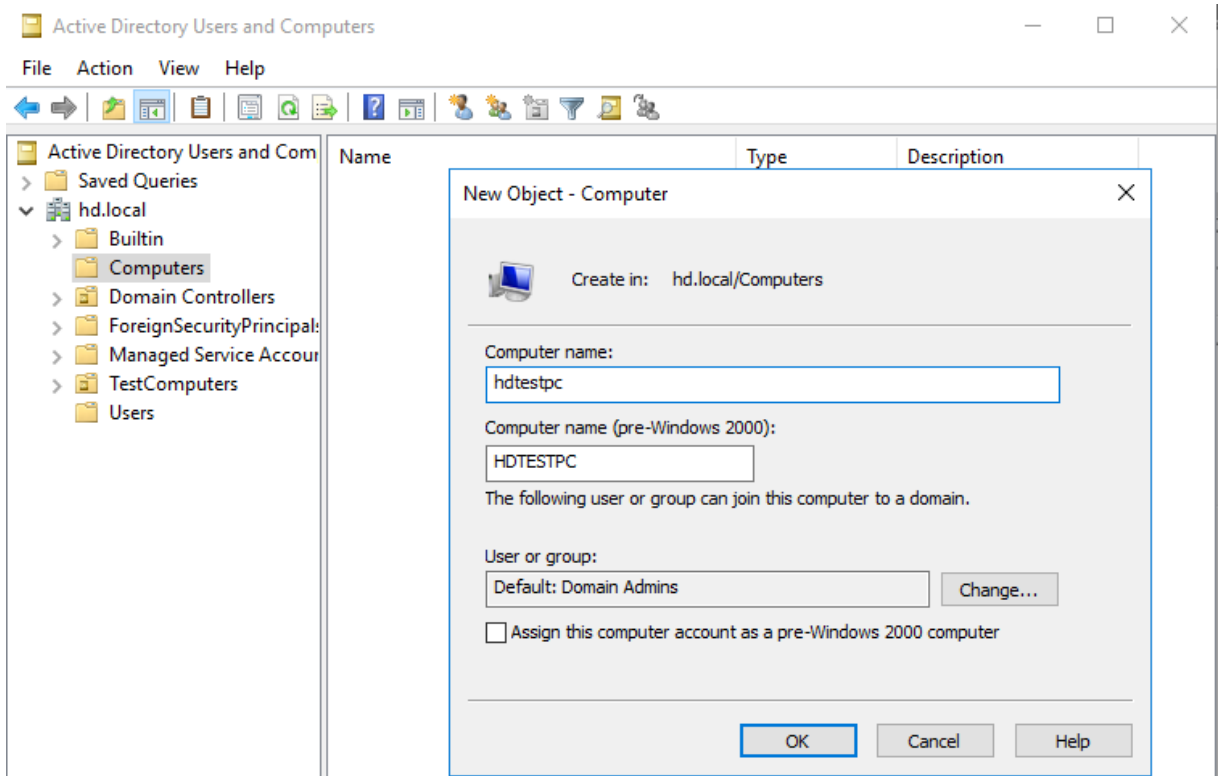 Active Directory Users and Computers
File Action View Help
Active Directory Users and Com
Name Type Description
Saved Queries
hd.local
Builtin
Computers
Domain Controllers
ForeignSecurityPrincipals
Managed Service Accour
TestComputers
Users
New Object - Computer
Create in: hd.local/Computers
Computer name:
hdtestpc
Computer name (pre-Windows 2000):
HDTESTPC
The following user or group can join this computer to a domain.
User or group:
Default: Domain Admins
Change...
Assign this computer account as a pre-Windows 2000 computer
OK Cancel Help